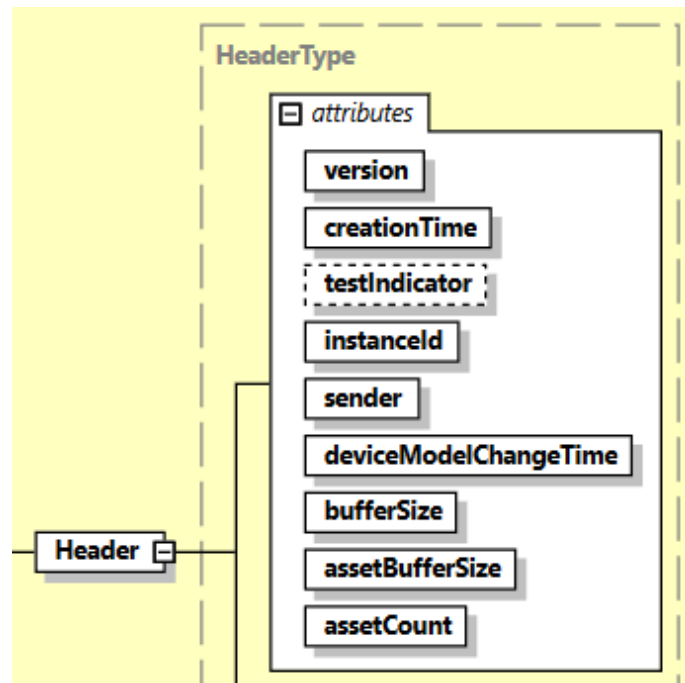 HeaderType
attributes
version
creationTime
testIndicator
instanceId
sender
deviceModelChangeTime
bufferSize
Header
assetBufferSize
assetCount